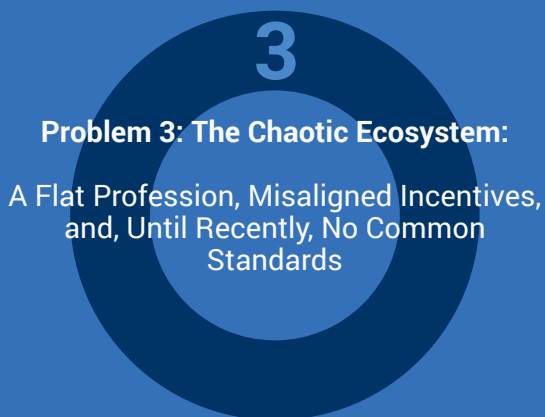 3
Problem 3: The Chaotic Ecosystem:
A Flat Profession, Misaligned Incentives,
and, Until Recently, No Common
Standards